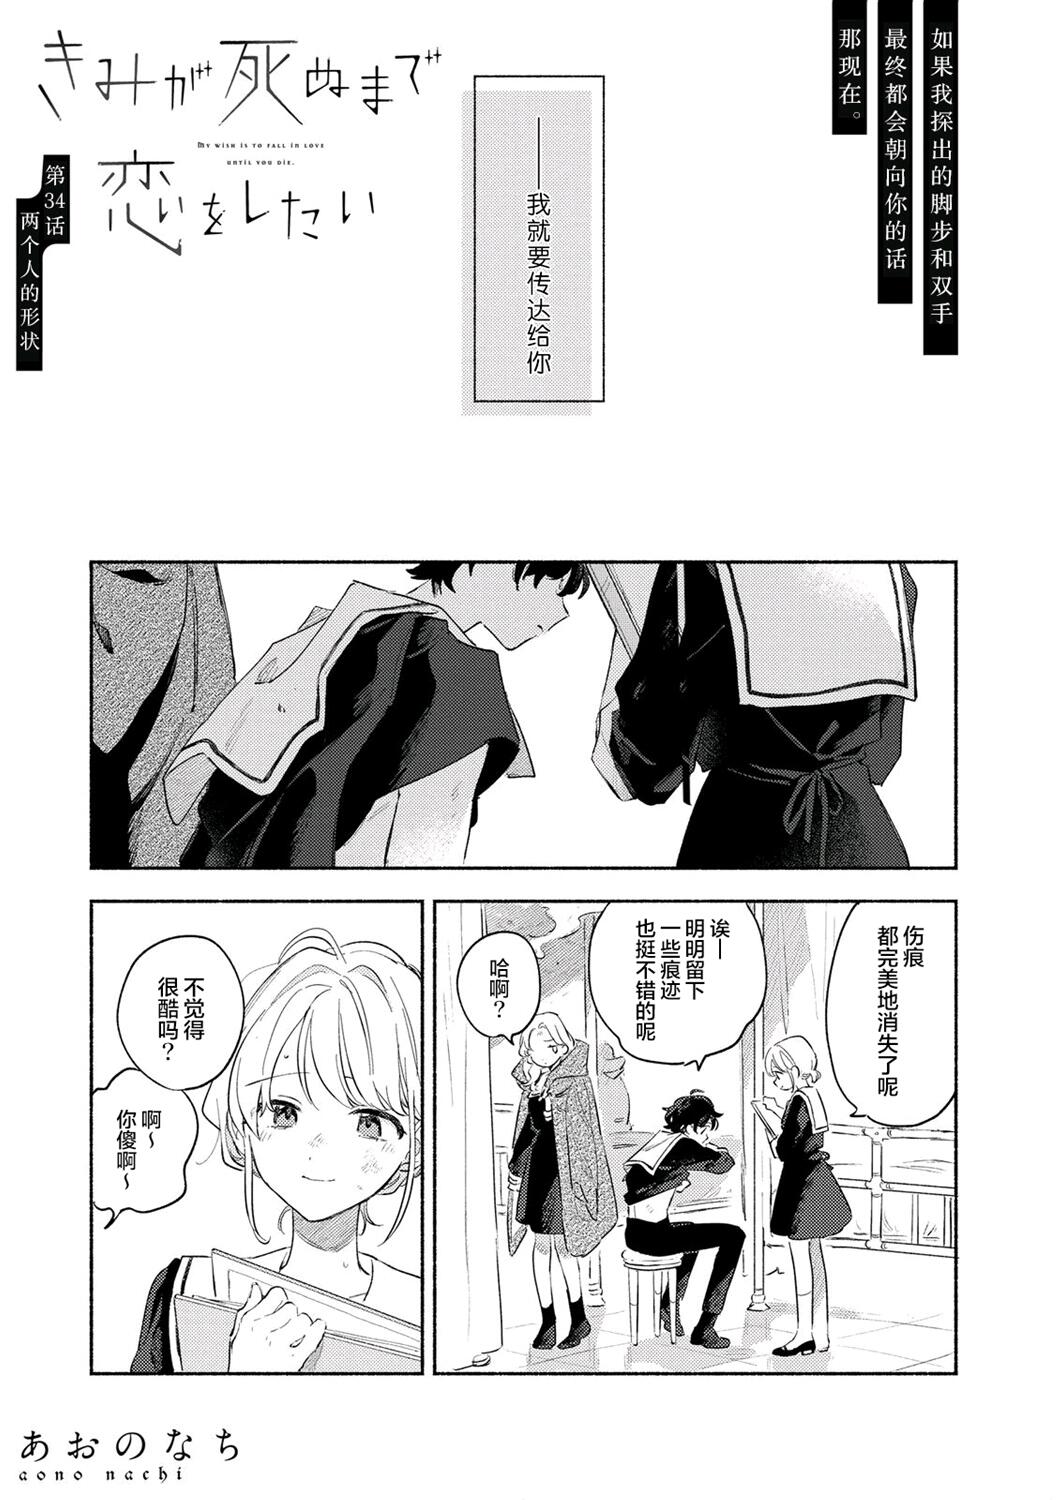 如果我探出的脚步和双手
最终都会朝向你的话
那现在。
——我就要传达给你
きみが死ぬまで
恋をしたい
MY WISH IS TO FALL IN LOVE
UNTIL YOU DIE.
第34话
两个人的形状
伤痕
都完美地消失了呢
诶—
明明留下
一些痕迹
也挺不错的呢
哈啊？
不觉得
很酷吗？
啊～
你傻啊～
あおのなち
aono nachi